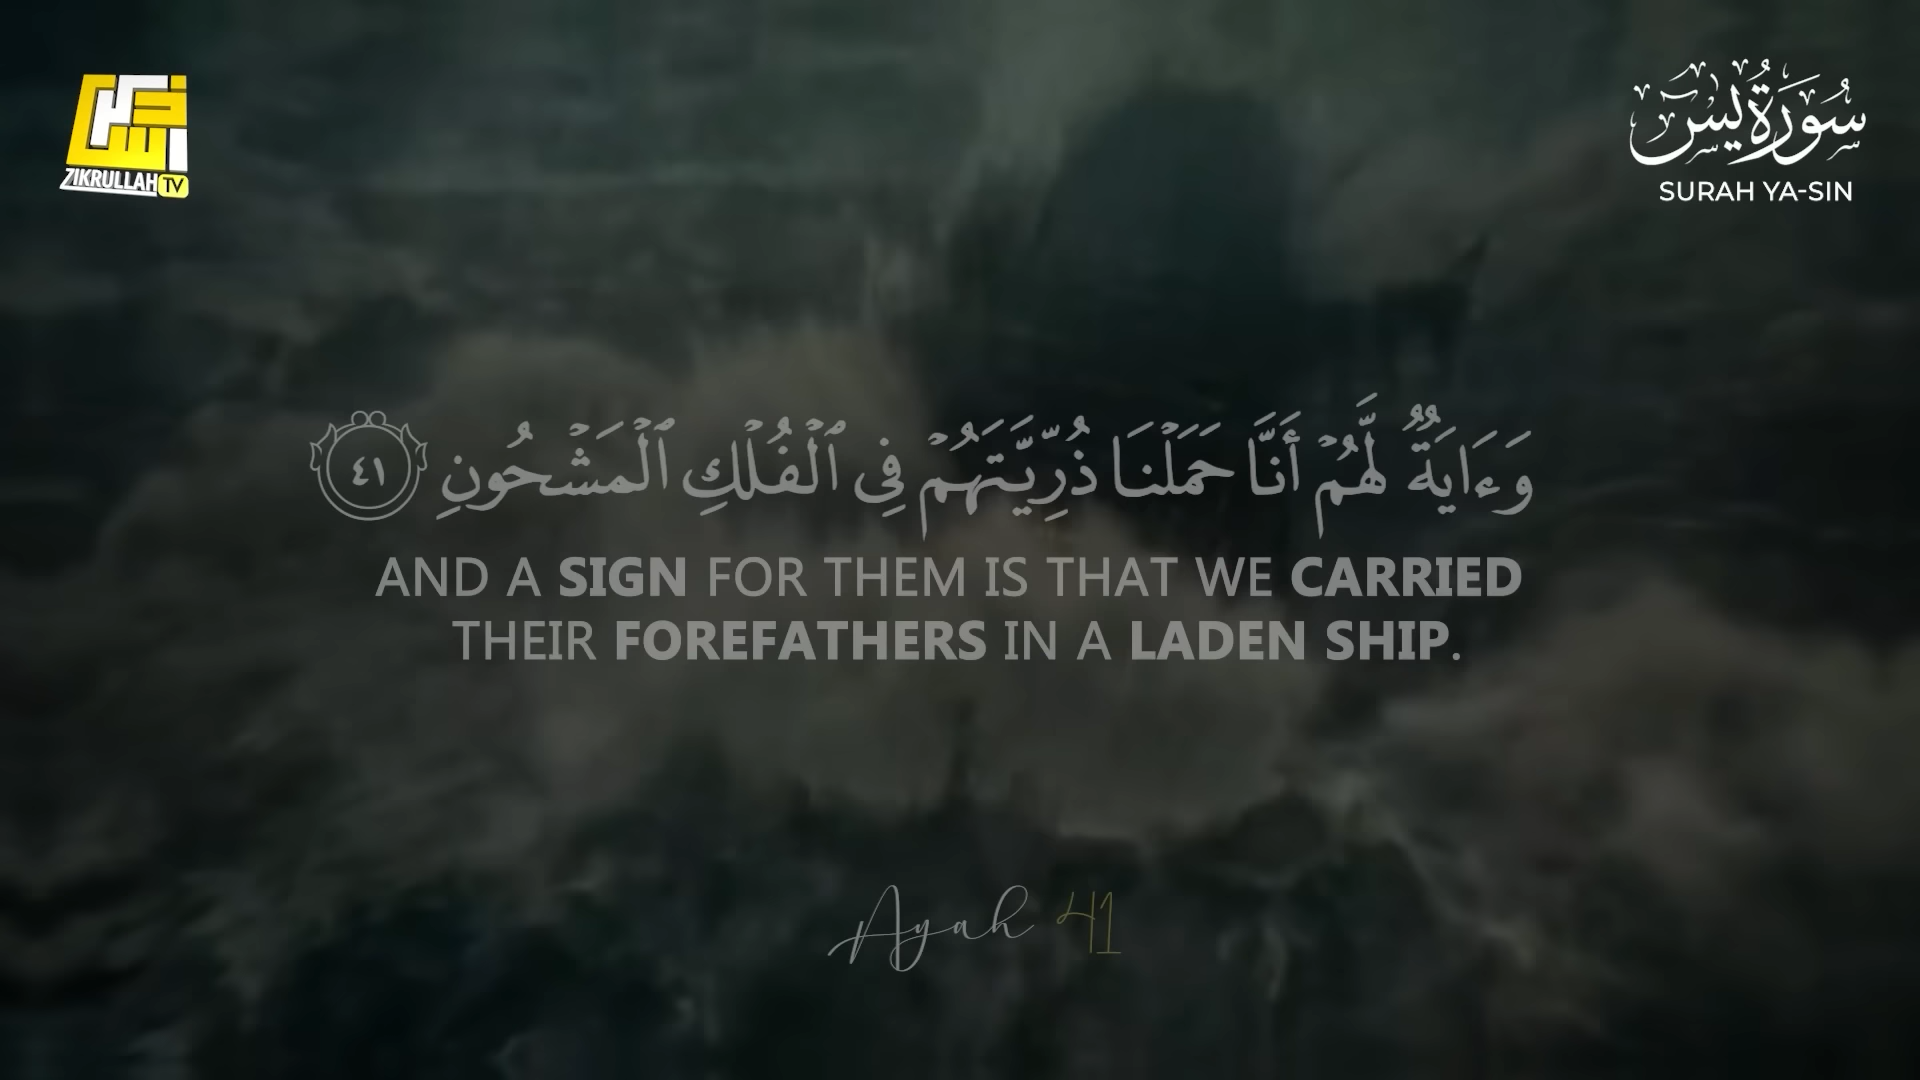 ZIKRULLAH TV
سُورَةُ يسٓ
SURAH YA-SIN
وَءَايَةٌ لَّهُمْ أَنَّا حَمَلْنَا ذُرِّيَّتَهُمْ فِى ٱلْفُلْكِ ٱلْمَشْحُونِ ٤١
AND A SIGN FOR THEM IS THAT WE CARRIED
THEIR FOREFATHERS IN A LADEN SHIP.
Ayah 41